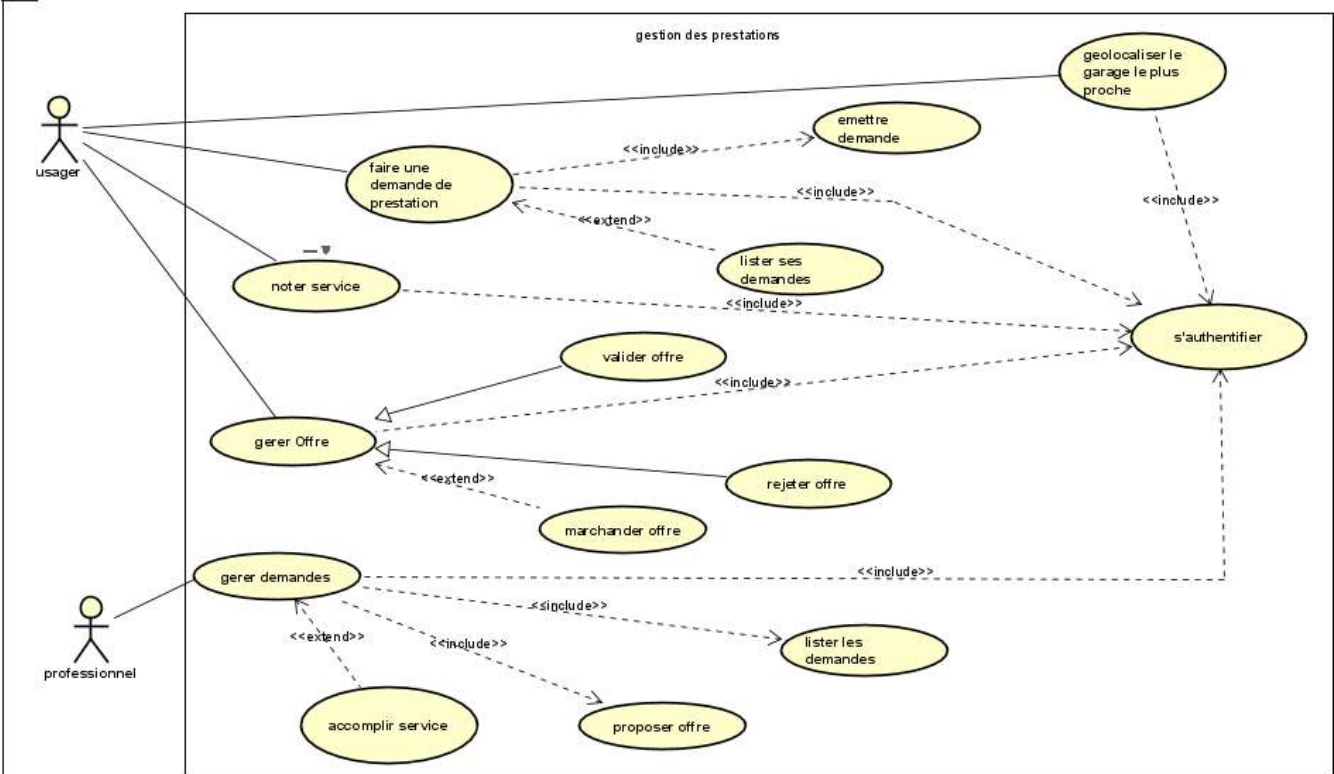 gestion des prestations
geolocaliser le
garage le plus
proche
emettre
demande
<<include>>
usager
faire une
demande de
prestation
<<include>>
<<include>>
<<extend>>
lister ses
demandes
noter service
<<include>>
s'authentifier
valider offre
<<include>>
gerer Offre
<<extend>>
rejeter offre
marchander offre
gerer demandes
<<include>>
<<include>>
<<extend>>
<<include>>
lister les
demandes
professionnel
accomplir service
proposer offre